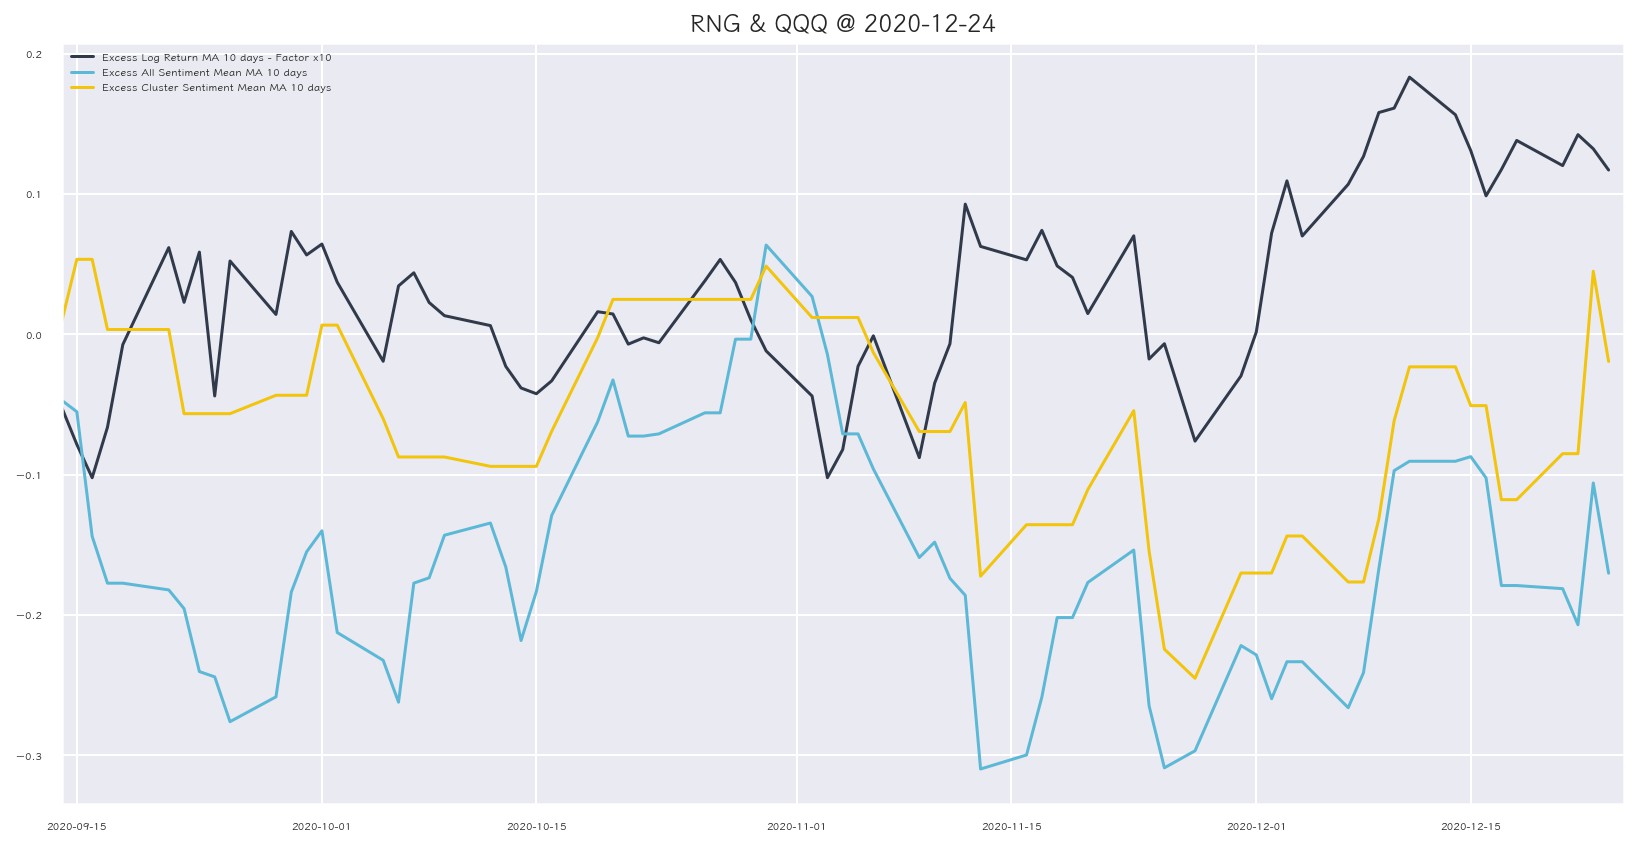 RNG & QQQ @ 2020-12-24
Excess Log Return MA 10 days - Factor x10
Excess All Sentiment Mean MA 10 days
Excess Cluster Sentiment Mean MA 10 days
0.2
0.1
0.0
−0.1
−0.2
−0.3
2020-09-15 2020-10-01 2020-10-15 2020-11-01 2020-11-15 2020-12-01 2020-12-15